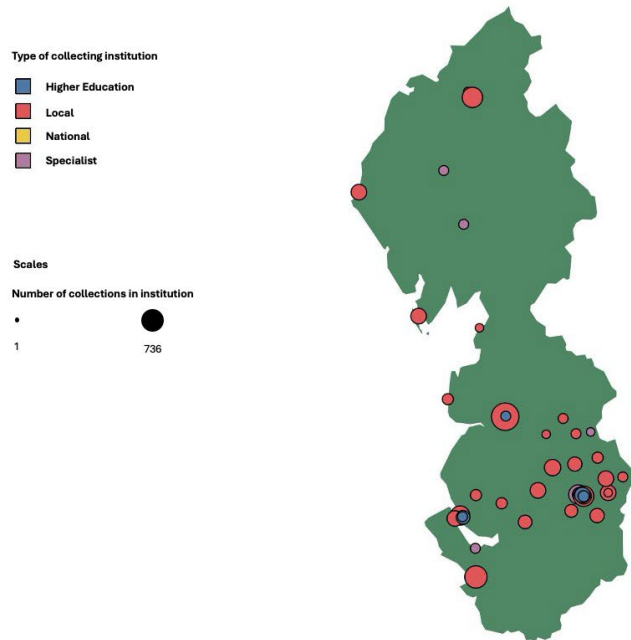 Type of collecting institution
Higher Education
Local
National
Specialist
Scales
Number of collections in institution
1
736